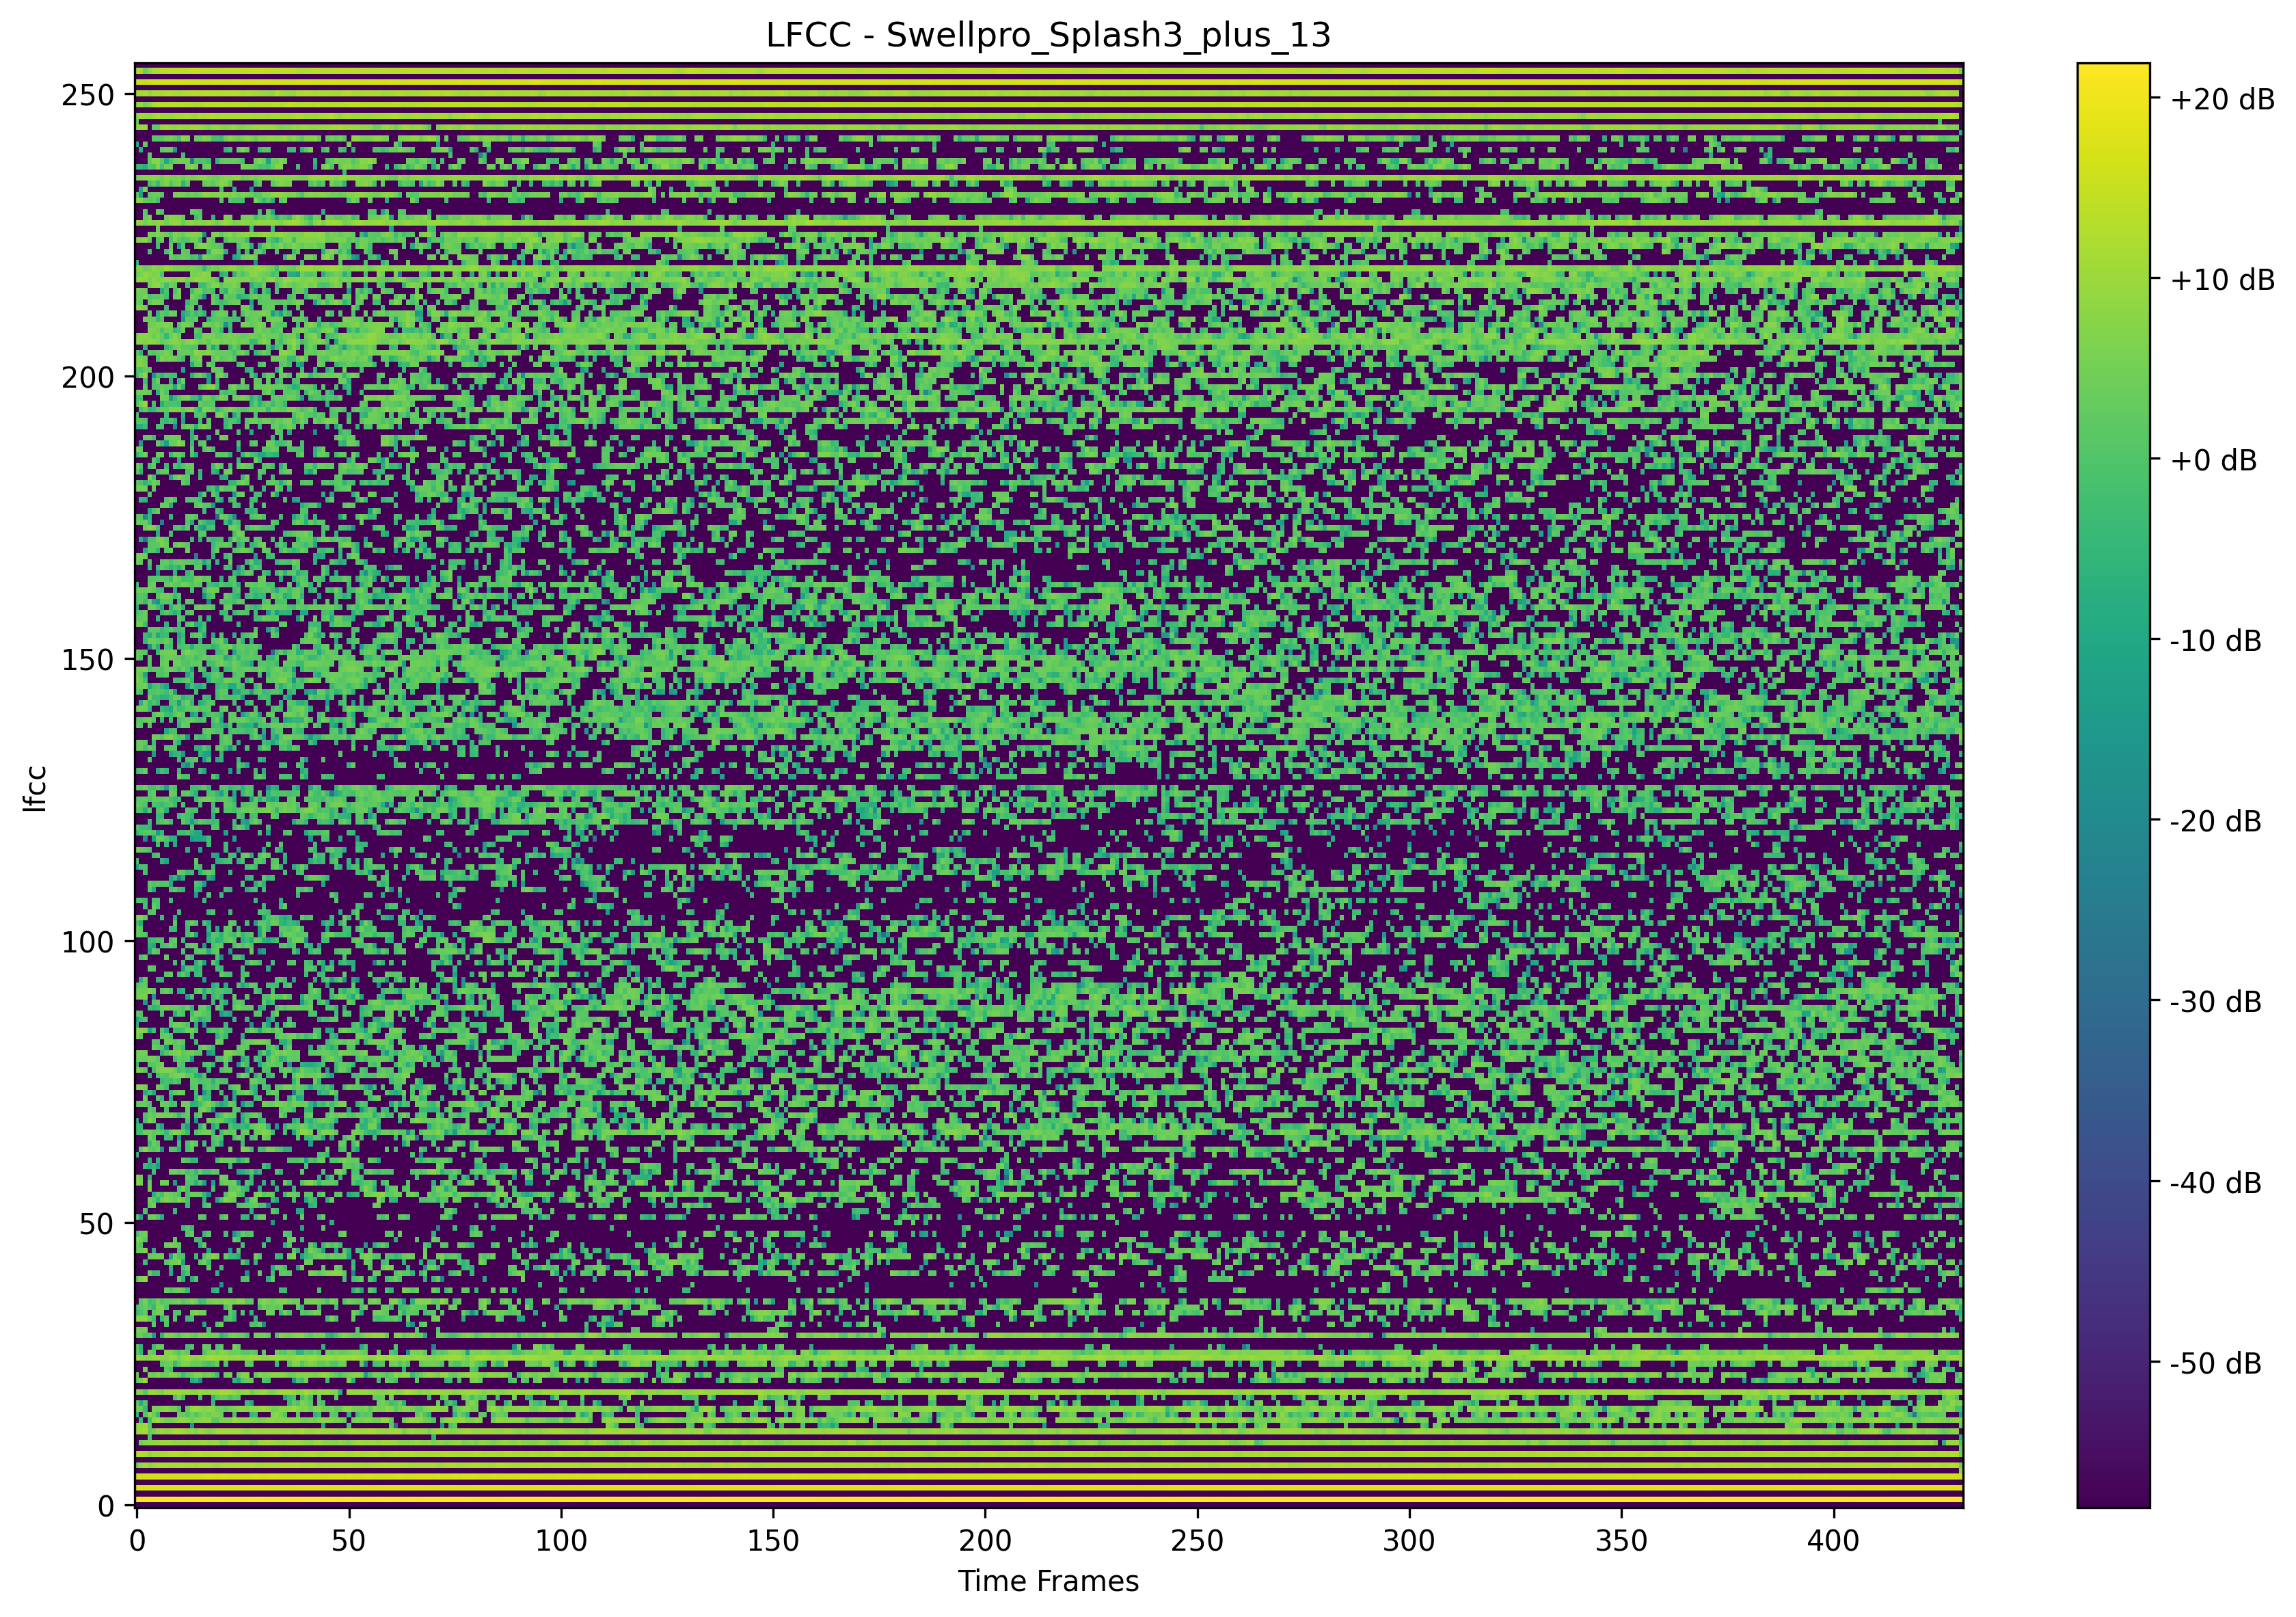 LFCC - Swellpro_Splash3_plus_13
250
200
150
100
50
0
lfcc
0 50 100 150 200 250 300 350 400
Time Frames
+20 dB
+10 dB
+0 dB
-10 dB
-20 dB
-30 dB
-40 dB
-50 dB